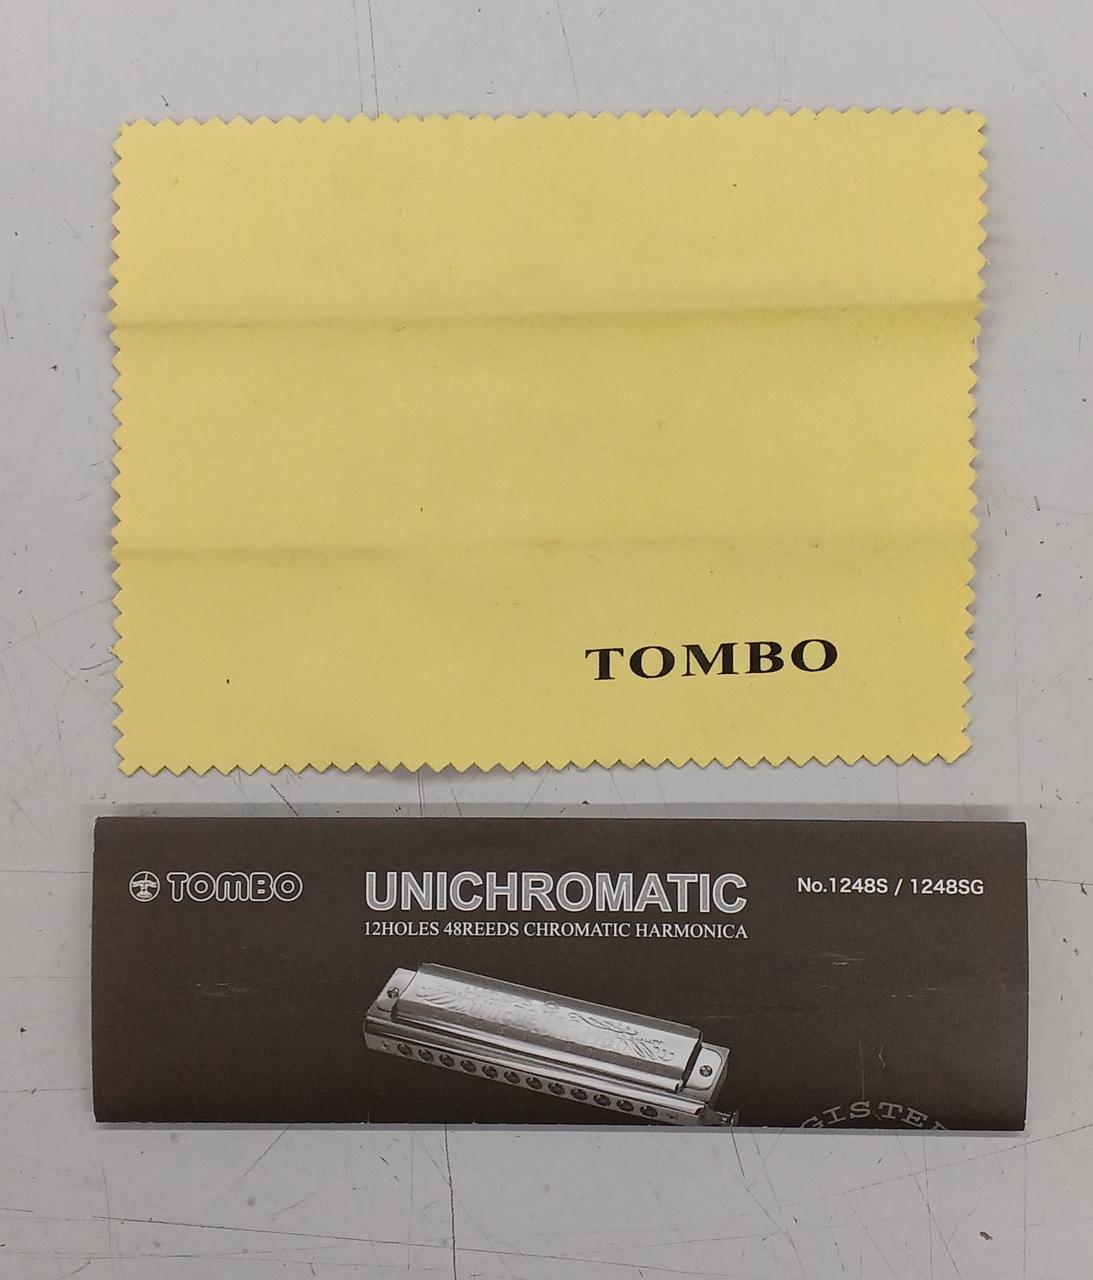 TOMBO
TOMBO
UNICHROMATIC
No.1248S / 1248SG
12HOLES 48REEDS CHROMATIC HARMONICA